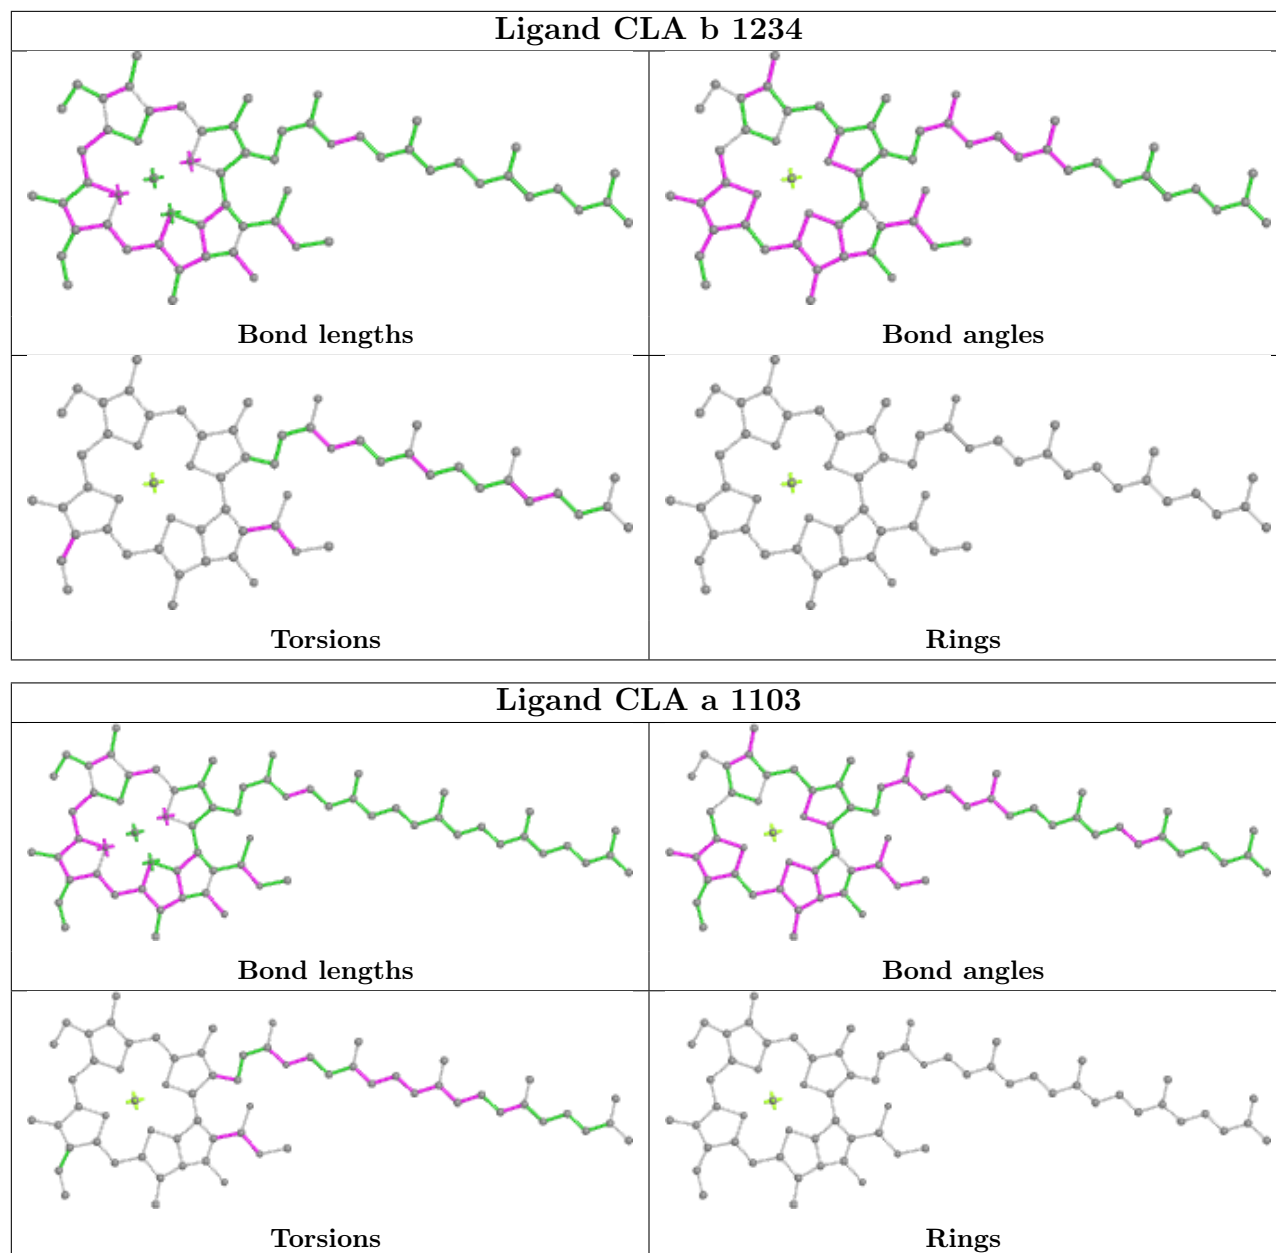 Ligand CLA b 1234
Bond lengths
Bond angles
Torsions
Rings
Ligand CLA a 1103
Bond lengths
Bond angles
Torsions
Rings